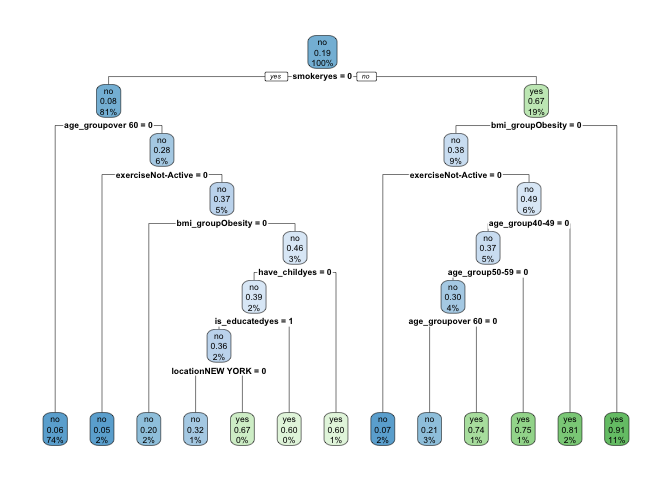 no
0.19
100%
yes smokeryes = 0 no
no
0.08
81%
yes
0.67
19%
age_groupover 60 = 0
bmi_groupObesity = 0
no
0.28
6%
no
0.38
9%
exerciseNot-Active = 0
exerciseNot-Active = 0
no
0.37
5%
no
0.49
6%
bmi_groupObesity = 0
age_group40-49 = 0
no
0.46
3%
no
0.37
5%
have_childyes = 0
age_group50-59 = 0
no
0.39
2%
no
0.30
4%
is_educatedyes = 1
age_groupover 60 = 0
no
0.36
2%
locationNEW YORK = 0
no
0.06
74%
no
0.05
2%
no
0.20
2%
no
0.32
1%
yes
0.67
0%
yes
0.60
0%
yes
0.60
1%
no
0.07
2%
no
0.21
3%
yes
0.74
1%
yes
0.75
1%
yes
0.81
2%
yes
0.91
11%